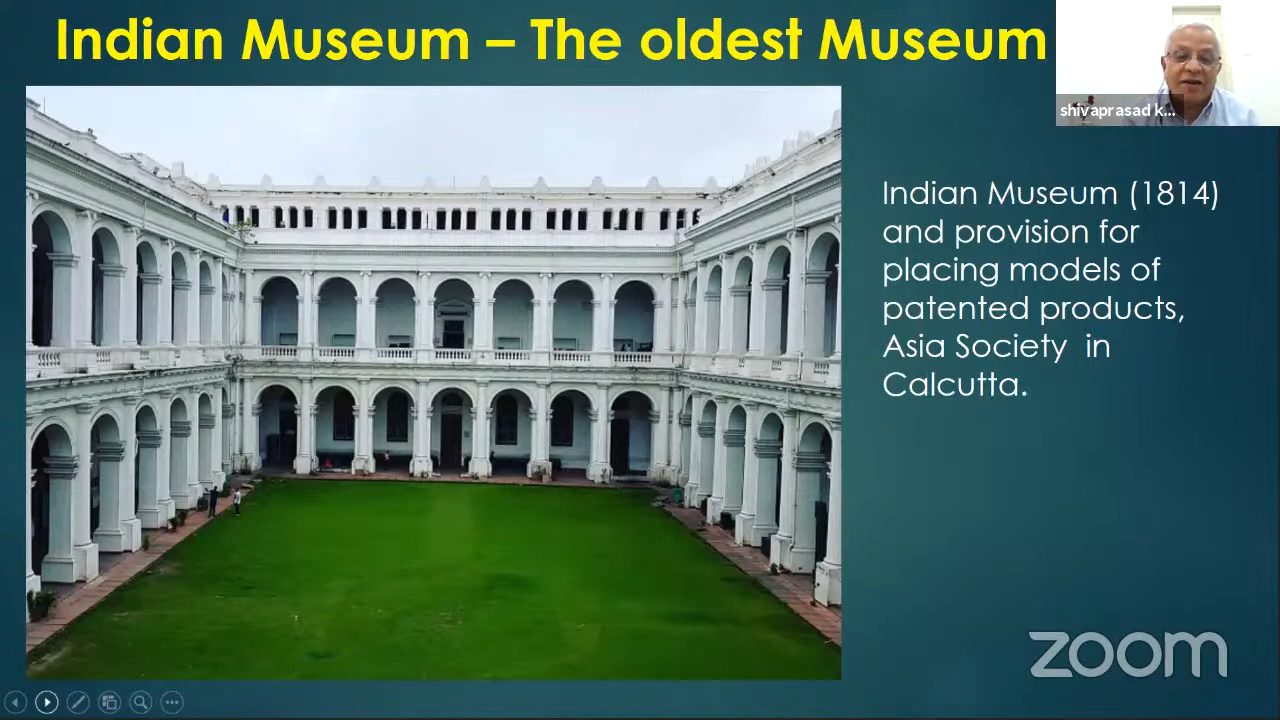 Indian Museum – The oldest Museum
shivaprasad k...
Indian Museum (1814)
and provision for
placing models of
patented products,
Asia Society in
Calcutta.
zoom